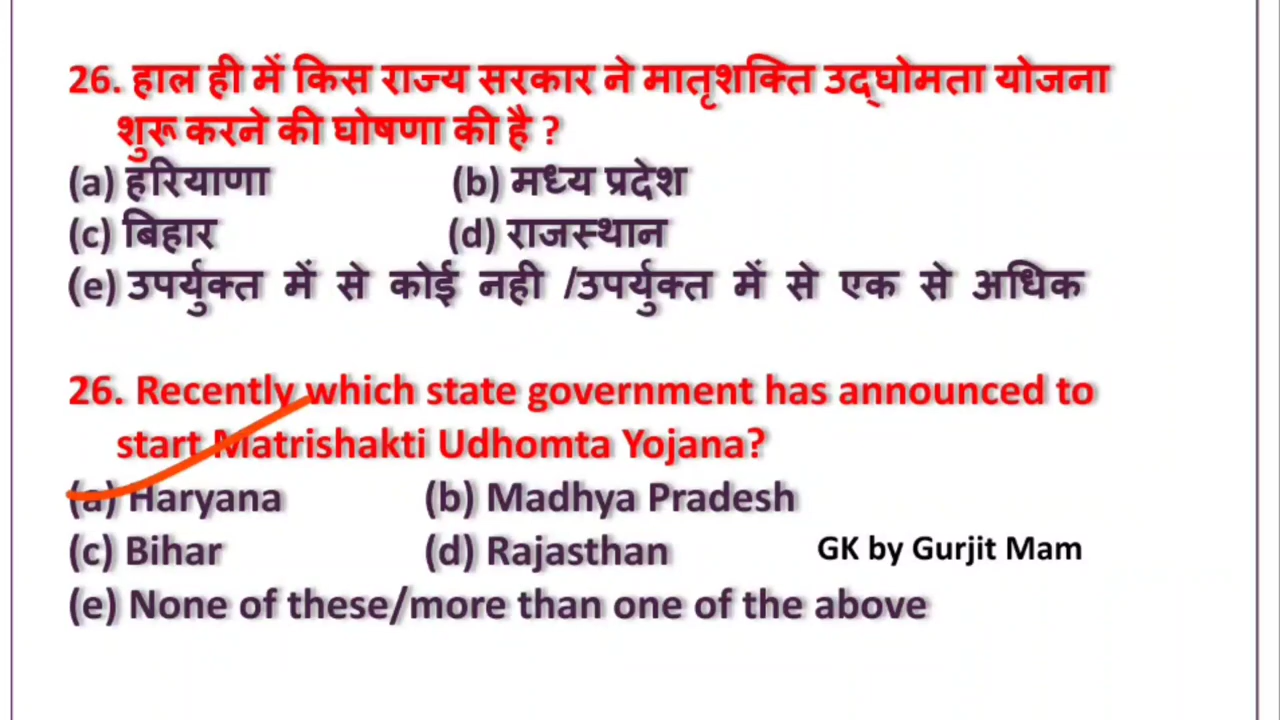 26. हाल ही में किस राज्य सरकार ने मातृशक्ति उद्घोमता योजना
शुरू करने की घोषणा की है ?
(a) हरियाणा (b) मध्य प्रदेश
(c) बिहार (d) राजस्थान
(e) उपर्युक्त में से कोई नही /उपर्युक्त में से एक से अधिक
26. Recently which state government has announced to
start Matrishakti Udhomta Yojana?
(a) Haryana (b) Madhya Pradesh
(c) Bihar (d) Rajasthan
GK by Gurjit Mam
(e) None of these/more than one of the above